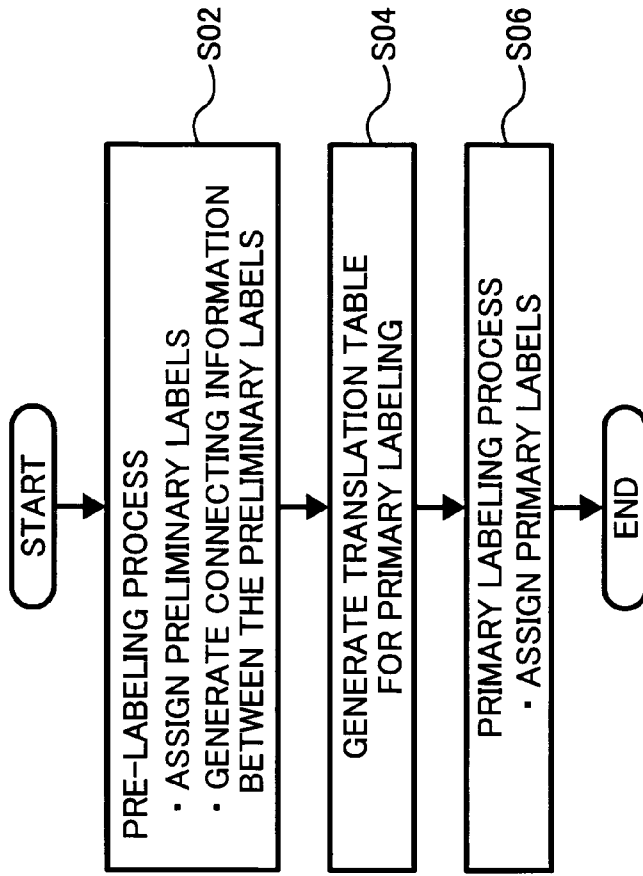 START
PRE-LABELING PROCESS
・ASSIGN PRELIMINARY LABELS
・GENERATE CONNECTING INFORMATION
BETWEEN THE PRELIMINARY LABELS
S02
GENERATE TRANSLATION TABLE
FOR PRIMARY LABELING
S04
PRIMARY LABELING PROCESS
・ASSIGN PRIMARY LABELS
S06
END